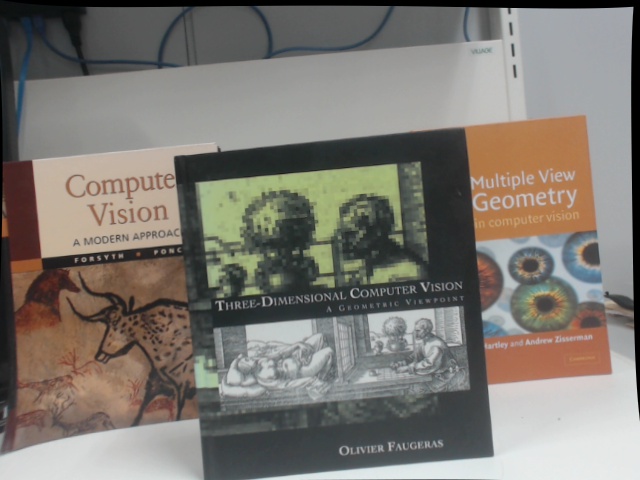 Compute
Vision
A MODERN APPROAC
FORSYTH PONC
THREE-DIMENSIONAL COMPUTER VISION
A GEOMETRIC VIEWPOINT
OLIVIER FAUGERAS
Multiple View
Geometry
in computer vision
Hartley and Andrew Zisserman